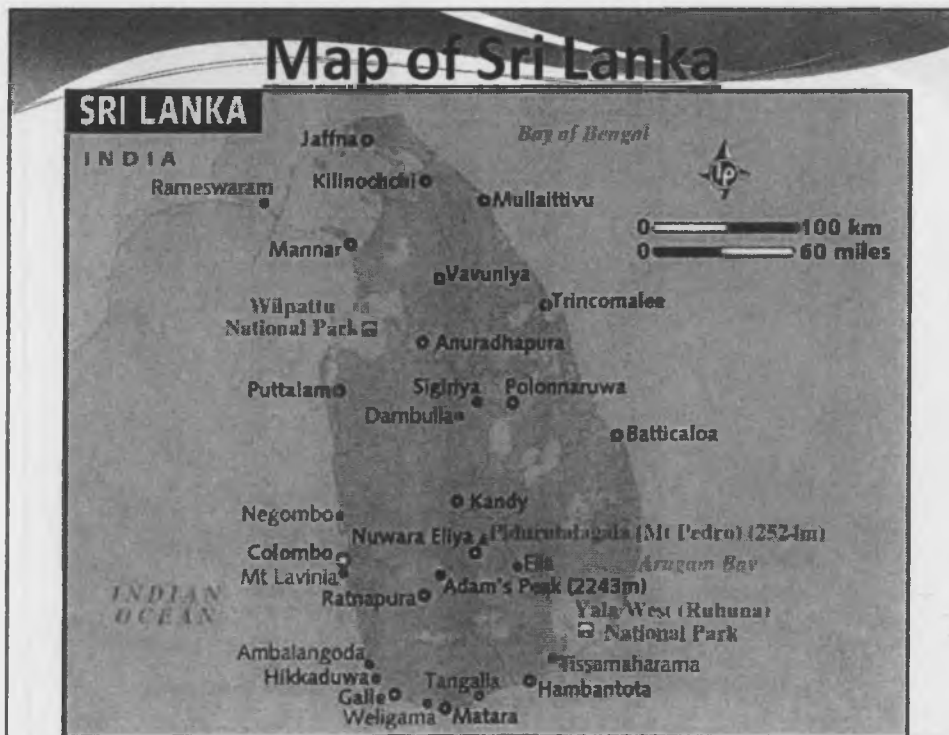 Map of Sri Lanka
SRI LANKA
Jaffna
Bay of Bengal
INDIA
Kilinochchi
Rameswaram
Mullaittivu
LP
0 100 km
0 60 miles
Mannar
Vavuniya
Wilpattu
National Park
Trincomalee
Anuradhapura
Puttalam
Sigiriya
Polonnaruwa
Dambulla
Batticaloa
Kandy
Negombo
Nuwara Eliya
Pidurutalagala (Mt Pedro) (2524m)
Colombo
Ella
Arugam Bay
Mt Lavinia
Adam's Peak (2243m)
INDIAN
OCEAN
Ratnapura
Yala West (Ruhuna)
National Park
Ambalangoda
Tissamaharama
Hikkaduwa
Tangalla
Hambantota
Galle
Weligama
Matara